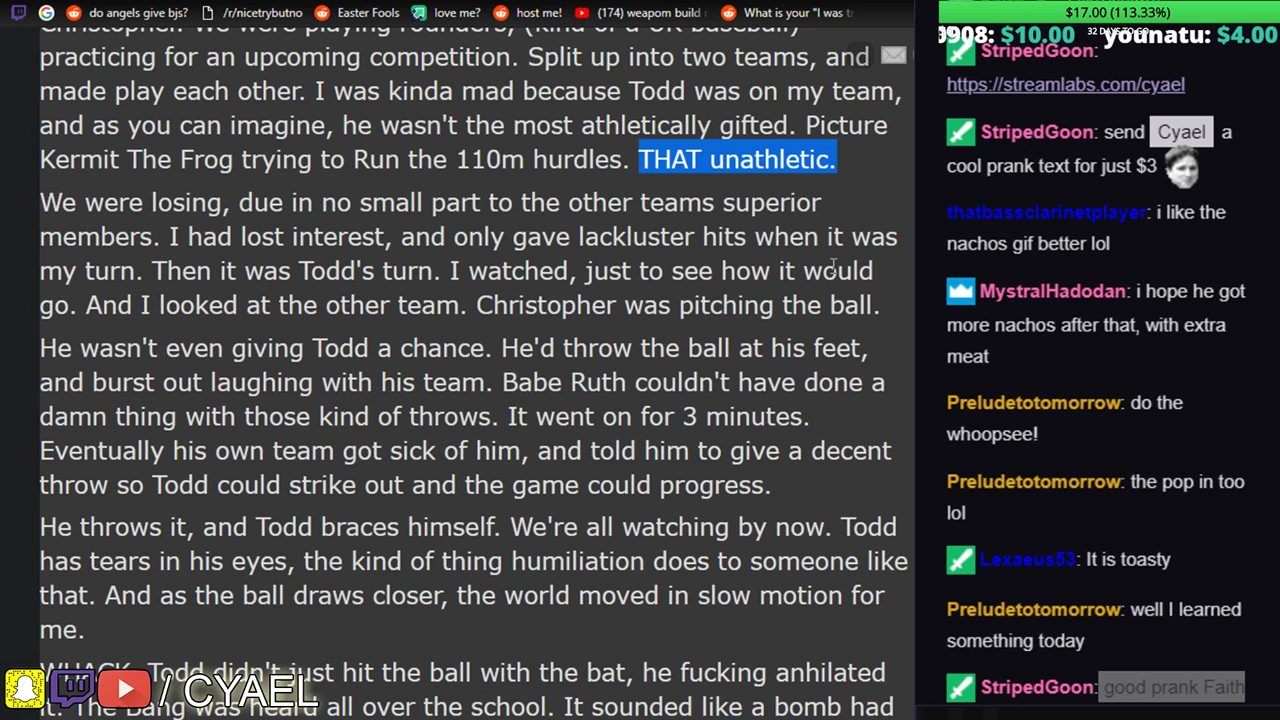 do angels give bjs?
/r/nicetrybutno
Easter Fools
love me?
host me!
(174) weapom build
What is your "I was tr
Christopher. We were playing rounders, (kind of a UK baseball)
practicing for an upcoming competition. Split up into two teams, and
made play each other. I was kinda mad because Todd was on my team,
and as you can imagine, he wasn't the most athletically gifted. Picture
Kermit The Frog trying to Run the 110m hurdles. THAT unathletic.
We were losing, due in no small part to the other teams superior
members. I had lost interest, and only gave lackluster hits when it was
my turn. Then it was Todd's turn. I watched, just to see how it would
go. And I looked at the other team. Christopher was pitching the ball.
He wasn't even giving Todd a chance. He'd throw the ball at his feet,
and burst out laughing with his team. Babe Ruth couldn't have done a
damn thing with those kind of throws. It went on for 3 minutes.
Eventually his own team got sick of him, and told him to give a decent
throw so Todd could strike out and the game could progress.
He throws it, and Todd braces himself. We're all watching by now. Todd
has tears in his eyes, the kind of thing humiliation does to someone like
that. And as the ball draws closer, the world moved in slow motion for
me.
WHACK. Todd didn't just hit the ball with the bat, he fucking anhilated
it. The Bang was heard all over the school. It sounded like a bomb had
/ CYAEL
$17.00 (113.33%)
32 DAYS TO GO
0908: $10.00 younatu: $4.00
StripedGoon:
https://streamlabs.com/cyael
StripedGoon: send Cyael a
cool prank text for just $3
thatbassclarinetplayer: i like the
nachos gif better lol
MystralHadodan: i hope he got
more nachos after that, with extra
meat
Preludetotomorrow: do the
whoopsee!
Preludetotomorrow: the pop in too
lol
Lexaeus53: It is toasty
Preludetotomorrow: well I learned
something today
StripedGoon: good prank Faith